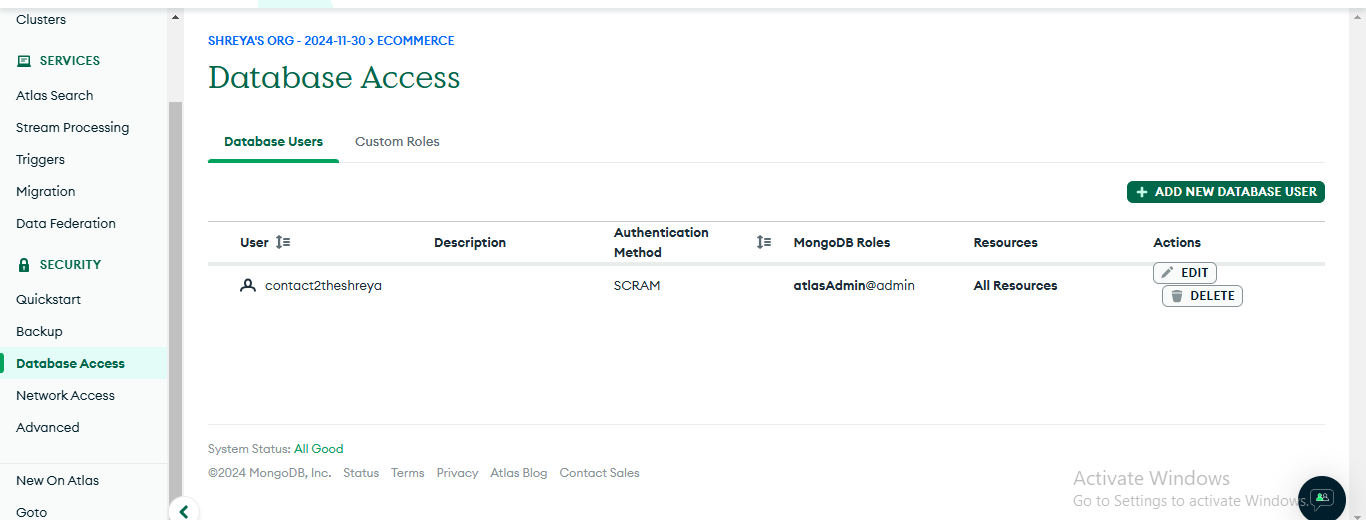 Clusters
SERVICES
Atlas Search
Stream Processing
Triggers
Migration
Data Federation
SECURITY
Quickstart
Backup
Database Access
Network Access
Advanced
New On Atlas
Goto
SHREYA'S ORG - 2024-11-30 > ECOMMERCE
Database Access
Database Users Custom Roles
+ ADD NEW DATABASE USER
User Description Authentication Method MongoDB Roles Resources Actions
contact2theshreya SCRAM atlasAdmin@admin All Resources EDIT
DELETE
System Status: All Good
©2024 MongoDB, Inc. Status Terms Privacy Atlas Blog Contact Sales
Activate Windows
Go to Settings to activate Windows.